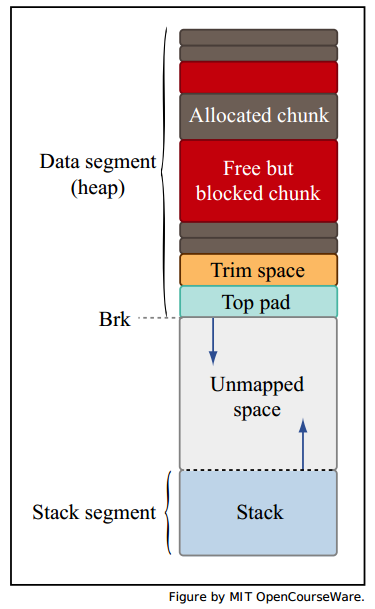 Allocated chunk
Data segment
(heap)
Free but
blocked chunk
Trim space
Top pad
Brk
Unmapped
space
Stack segment
Stack
Figure by MIT OpenCourseWare.